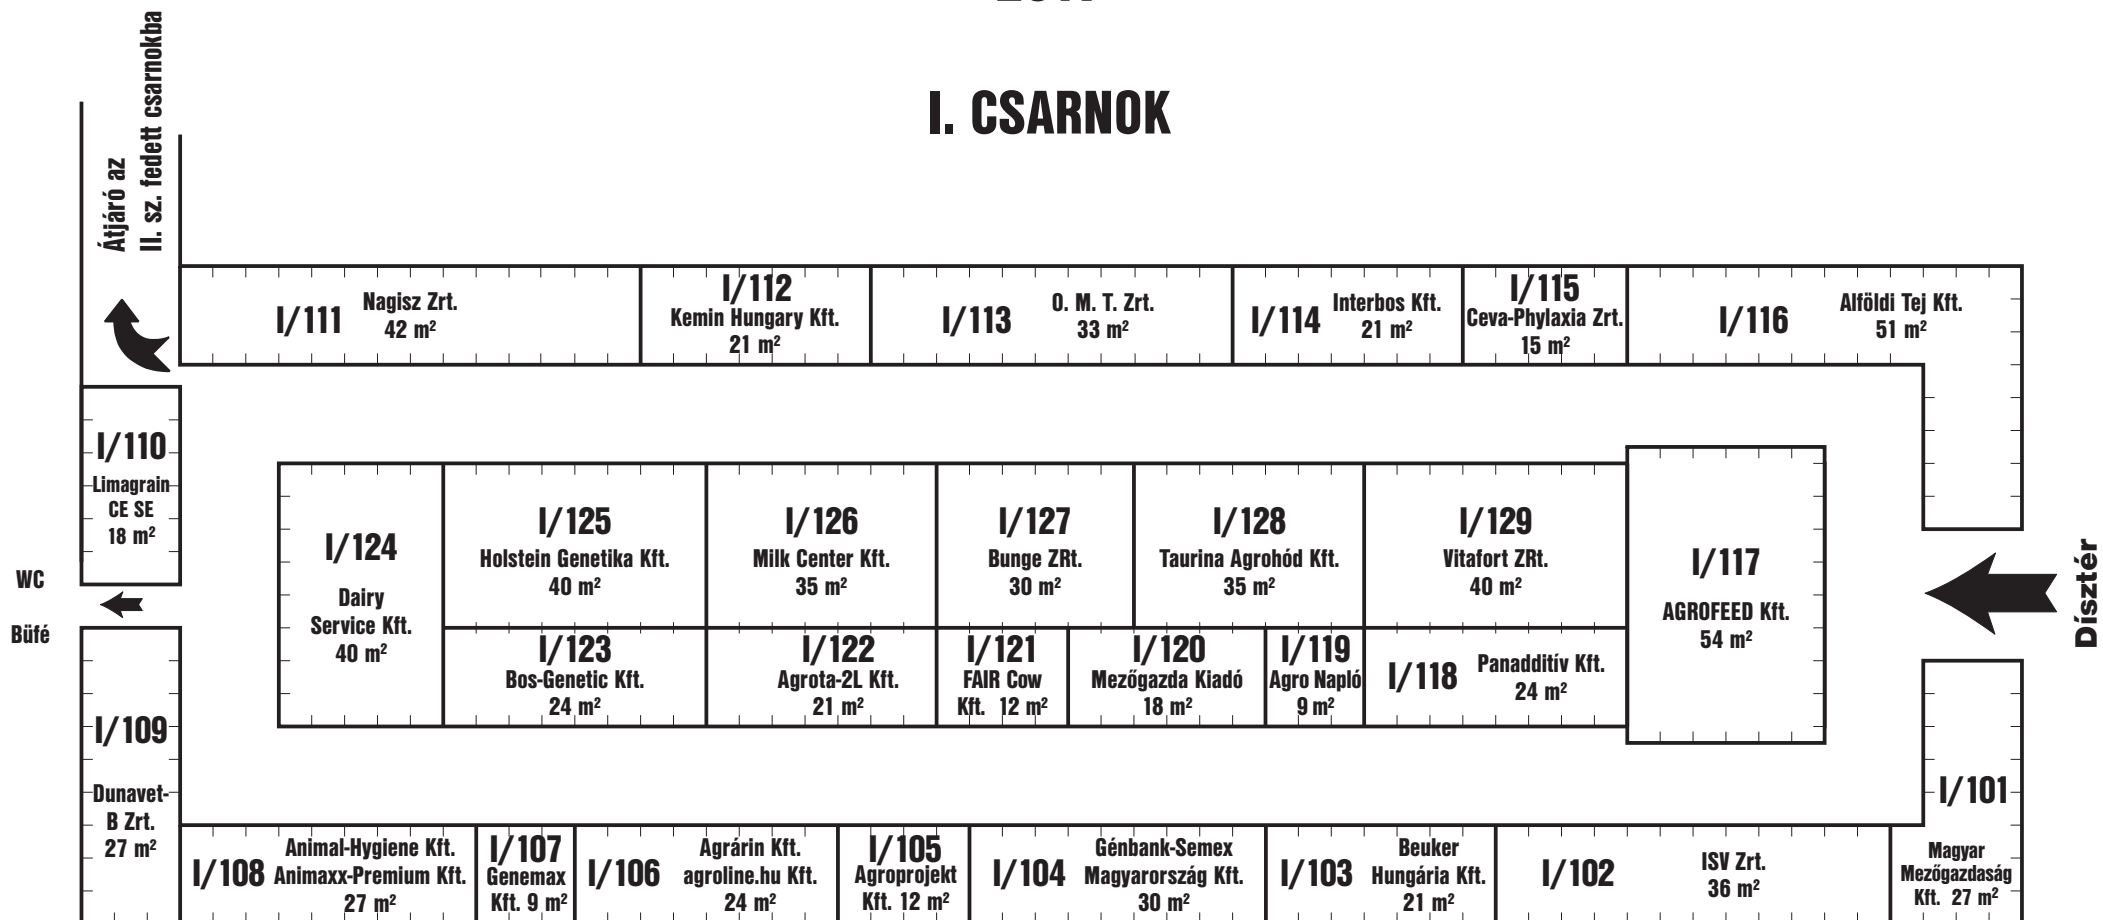 I. CSARNOK
Átjáró az
II. sz. fedett csarnokba
I/111
Nagisz Zrt.
42 m²
I/112
Kemin Hungary Kft.
21 m²
I/113
O. M. T. Zrt.
33 m²
I/114
Interbos Kft.
21 m²
I/115
Ceva-Phylaxia Zrt.
15 m²
I/116
Alföldi Tej Kft.
51 m²
I/110
Limagrain
CE SE
18 m²
WC
Büfé
I/124
Dairy
Service Kft.
40 m²
I/125
Holstein Genetika Kft.
40 m²
I/126
Milk Center Kft.
35 m²
I/127
Bunge ZRt.
30 m²
I/128
Taurina Agrohód Kft.
35 m²
I/129
Vitafort ZRt.
40 m²
I/117
AGROFEED Kft.
54 m²
Dísztér
I/123
Bos-Genetic Kft.
24 m²
I/122
Agrota-2L Kft.
21 m²
I/121
FAIR Cow
Kft. 12 m²
I/120
Mezőgazda Kiadó
18 m²
I/119
Agro Napló
9 m²
I/118
Panadditív Kft.
24 m²
I/109
Dunavet-
B Zrt.
27 m²
I/108
Animal-Hygiene Kft.
Animaxx-Premium Kft.
27 m²
I/107
Genemax
Kft. 9 m²
I/106
Agrárin Kft.
agroline.hu Kft.
24 m²
I/105
Agroprojekt
Kft. 12 m²
I/104
Génbank-Semex
Magyarország Kft.
30 m²
I/103
Beuker
Hungária Kft.
21 m²
I/102
ISV Zrt.
36 m²
I/101
Magyar
Mezőgazdaság
Kft. 27 m²